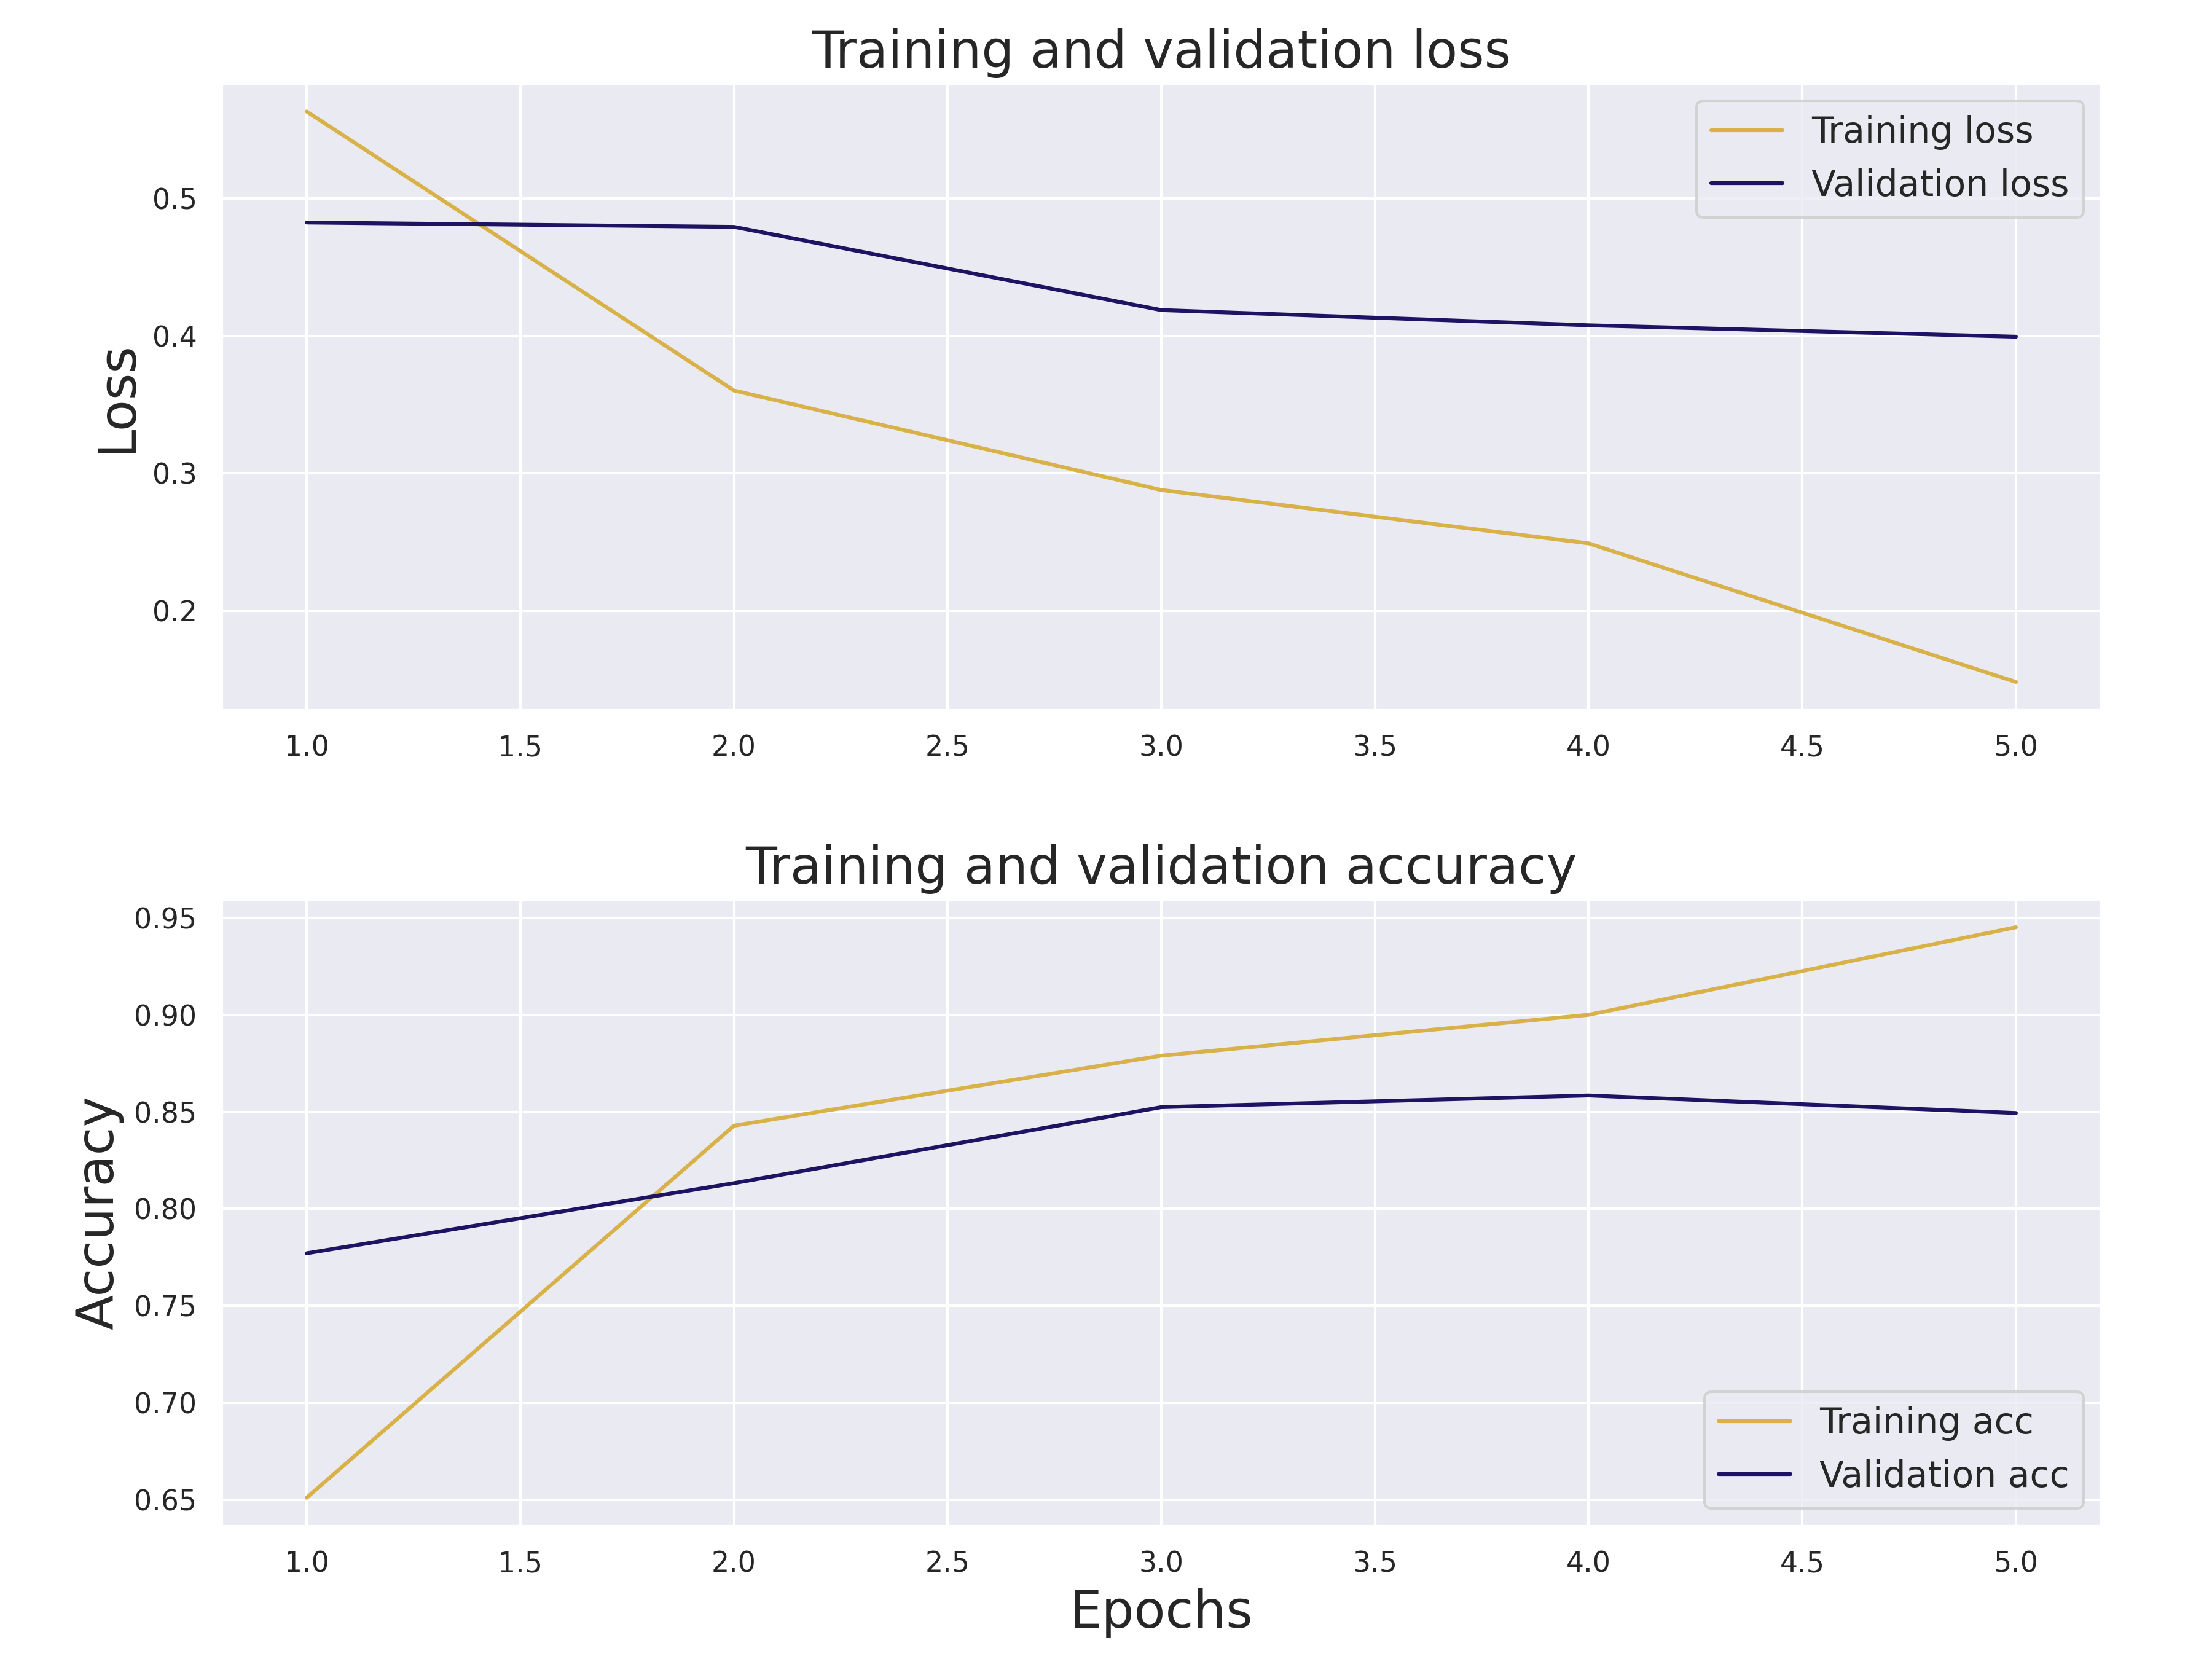 Training and validation loss
Training loss
Validation loss
Loss
0.5
0.4
0.3
0.2
1.0 1.5 2.0 2.5 3.0 3.5 4.0 4.5 5.0
Training and validation accuracy
Accuracy
0.95
0.90
0.85
0.80
0.75
0.70
0.65
Training acc
Validation acc
1.0 1.5 2.0 2.5 3.0 3.5 4.0 4.5 5.0
Epochs